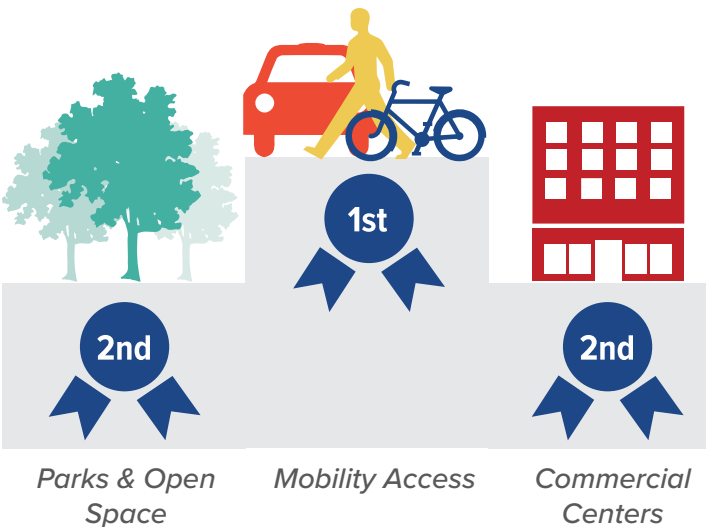 1st
2nd
2nd
Parks & Open
Space
Mobility Access
Commercial
Centers